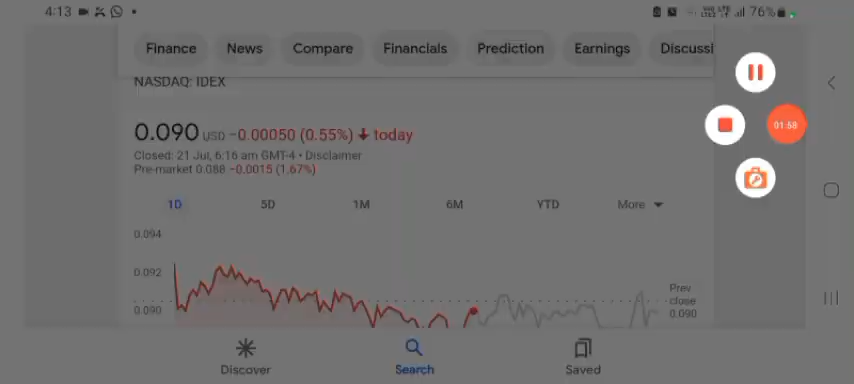 4:13 76%
Finance News Compare Financials Prediction Earnings Discussi
NASDAQ: IDEX
0.090 USD −0.00050 (0.55%) today
Closed: 21 Jul, 6:16 am GMT-4 • Disclaimer
Pre-market 0.088 −0.0015 (1.67%)
01:58
1D 5D 1M 6M YTD More
0.094
0.092
0.090
Prev
close
0.090
Discover Search Saved